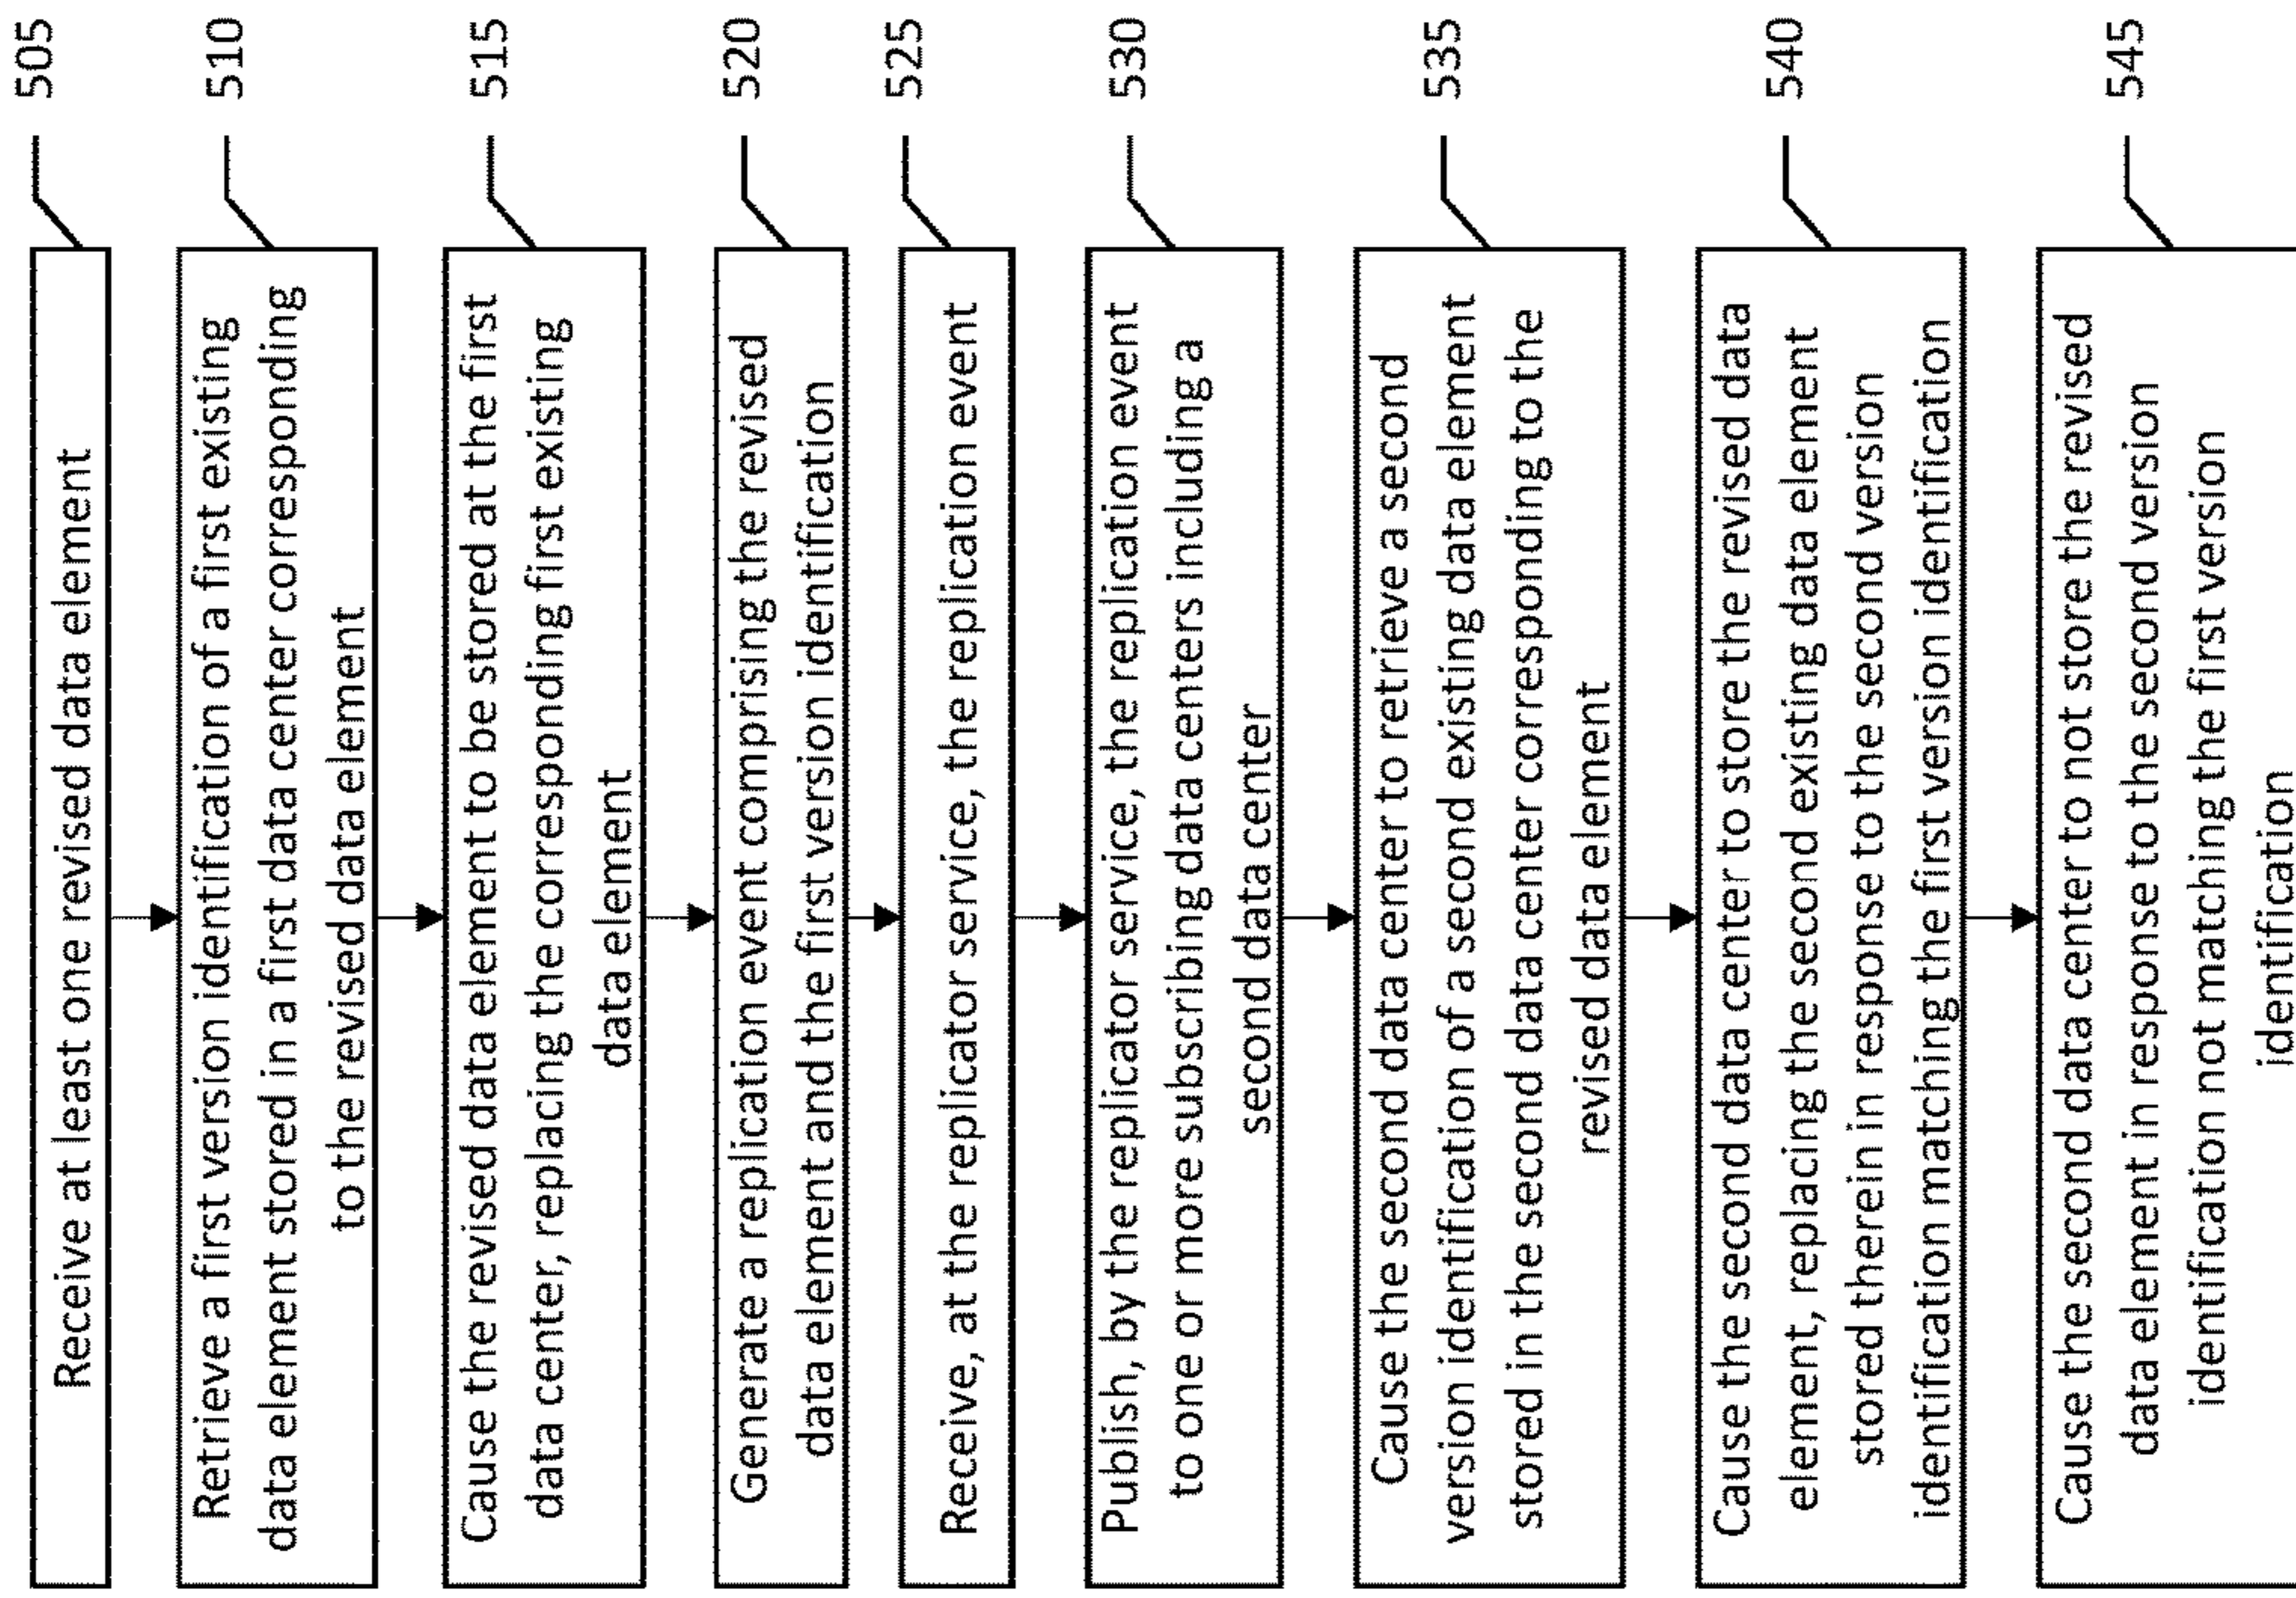 505
Receive at least one revised data element
510
Retrieve a first version identification of a first existing
data element stored in a first data center corresponding
to the revised data element
515
Cause the revised data element to be stored at the first
data center, replacing the corresponding first existing
data element
520
Generate a replication event comprising the revised
data element and the first version identification
525
Receive, at the replicator service, the replication event
530
Publish, by the replicator service, the replication event
to one or more subscribing data centers including a
second data center
535
Cause the second data center to retrieve a second
version identification of a second existing data element
stored in the second data center corresponding to the
revised data element
540
Cause the second data center to store the revised data
element, replacing the second existing data element
stored therein in response to the second version
identification matching the first version identification
545
Cause the second data center to not store the revised
data element in response to the second version
identification not matching the first version
identification